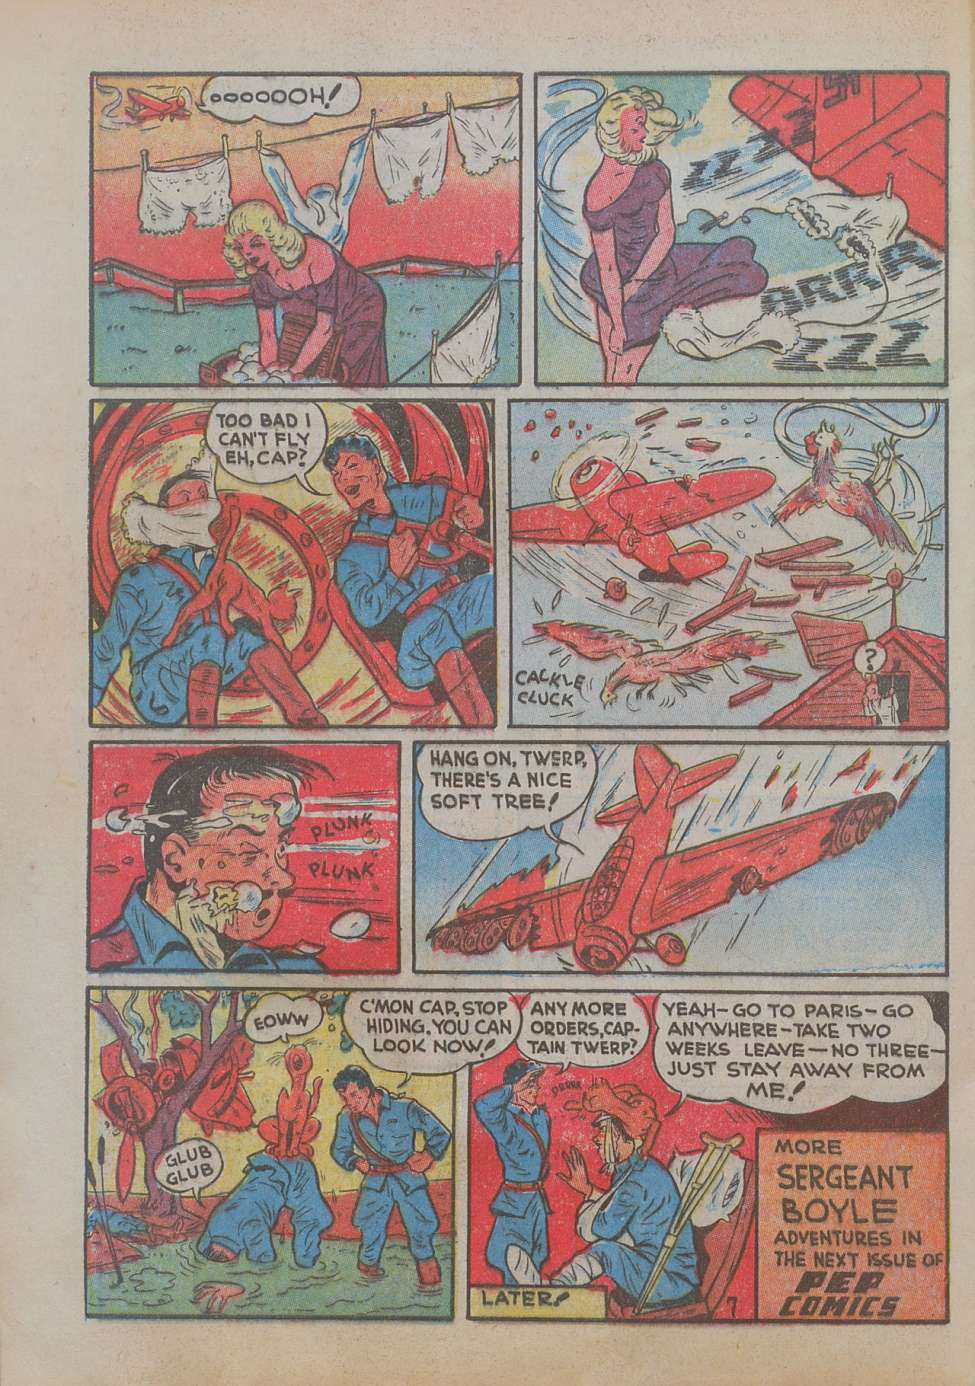 OOOOOOH!
ZZZZZ
ARRR
ZZZ
TOO BAD I
CAN'T FLY
EH, CAP?
CACKLE
CLUCK
?
PLUNK
PLUNK
HANG ON, TWERP,
THERE'S A NICE
SOFT TREE!
EOWW
GLUB
GLUB
C'MON CAP, STOP
HIDING, YOU CAN
LOOK NOW!
ANY MORE
ORDERS, CAP-
TAIN TWERP?
YEAH—GO TO PARIS—GO
ANYWHERE—TAKE TWO
WEEKS LEAVE—NO THREE—
JUST STAY AWAY FROM
ME!
LATER!
7
MORE
SERGEANT
BOYLE
ADVENTURES IN
THE NEXT ISSUE OF
PEP
COMICS